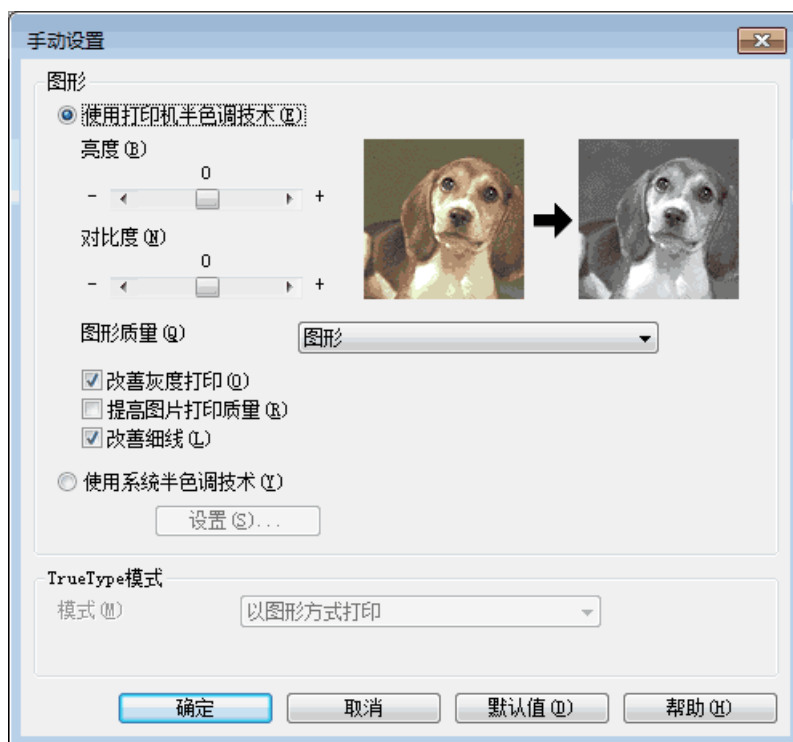 手动设置
图形
使用打印机半色调技术(E)
亮度(B)
0
- +
对比度(N)
0
- +
图形质量(Q) 图形
改善灰度打印(O)
提高图片打印质量(R)
改善细线(L)
使用系统半色调技术(Y)
设置(S)...
TrueType模式
模式(M) 以图形方式打印
确定 取消 默认值(D) 帮助(H)